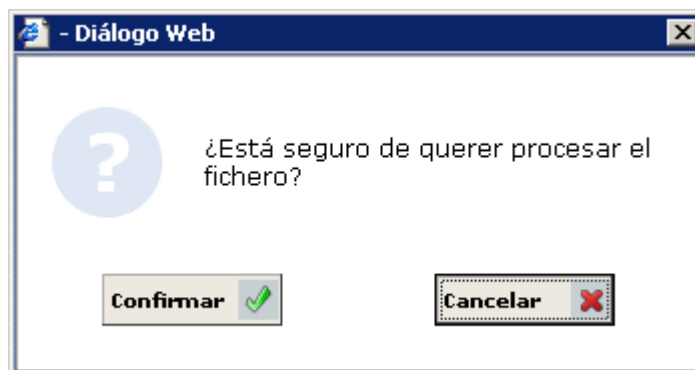 - Diálogo Web
¿Está seguro de querer procesar el
fichero?
Confirmar
Cancelar